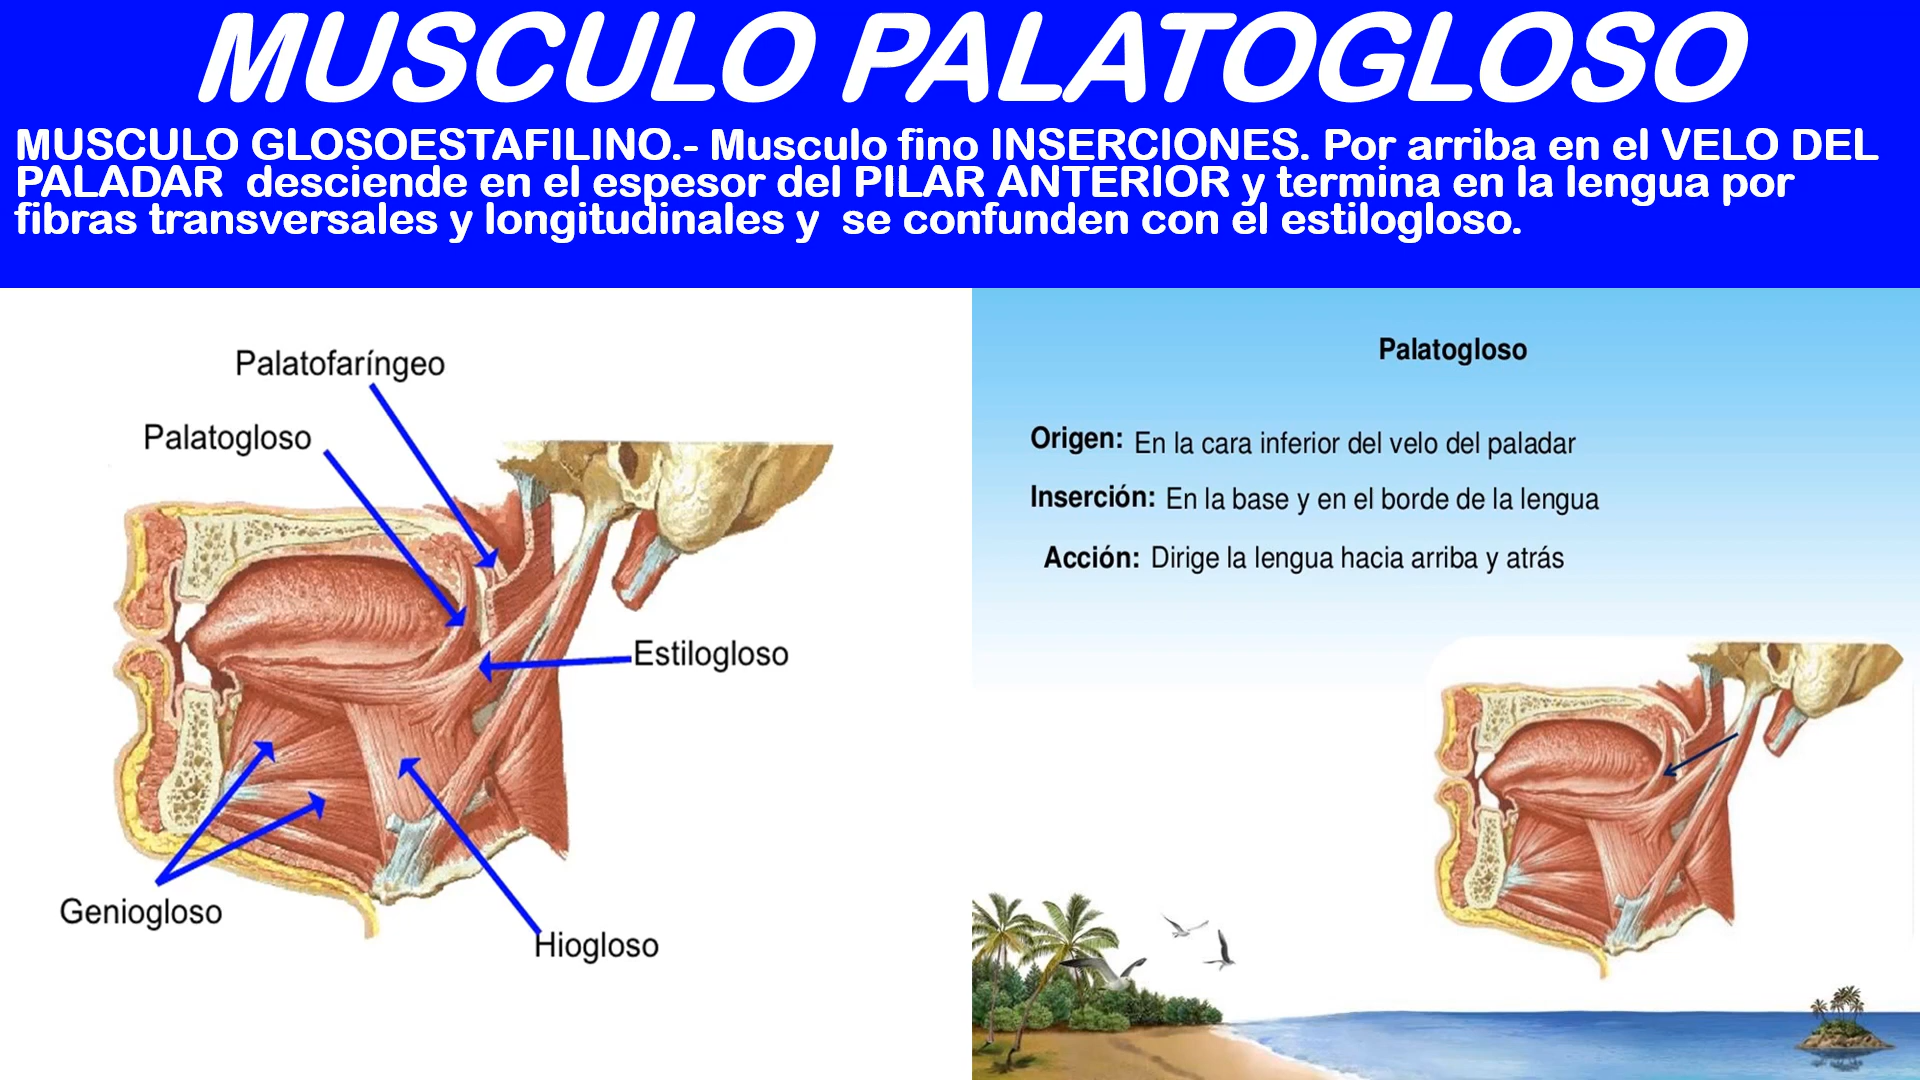 MUSCULO PALATOGLOSO
MUSCULO GLOSOESTAFILINO.- Musculo fino INSERCIONES. Por arriba en el VELO DEL
PALADAR desciende en el espesor del PILAR ANTERIOR y termina en la lengua por
fibras transversales y longitudinales y se confunden con el estilogloso.
Palatofaríngeo
Palatogloso
Estilogloso
Geniogloso
Hiogloso
Palatogloso
Origen: En la cara inferior del velo del paladar
Inserción: En la base y en el borde de la lengua
Acción: Dirige la lengua hacia arriba y atrás